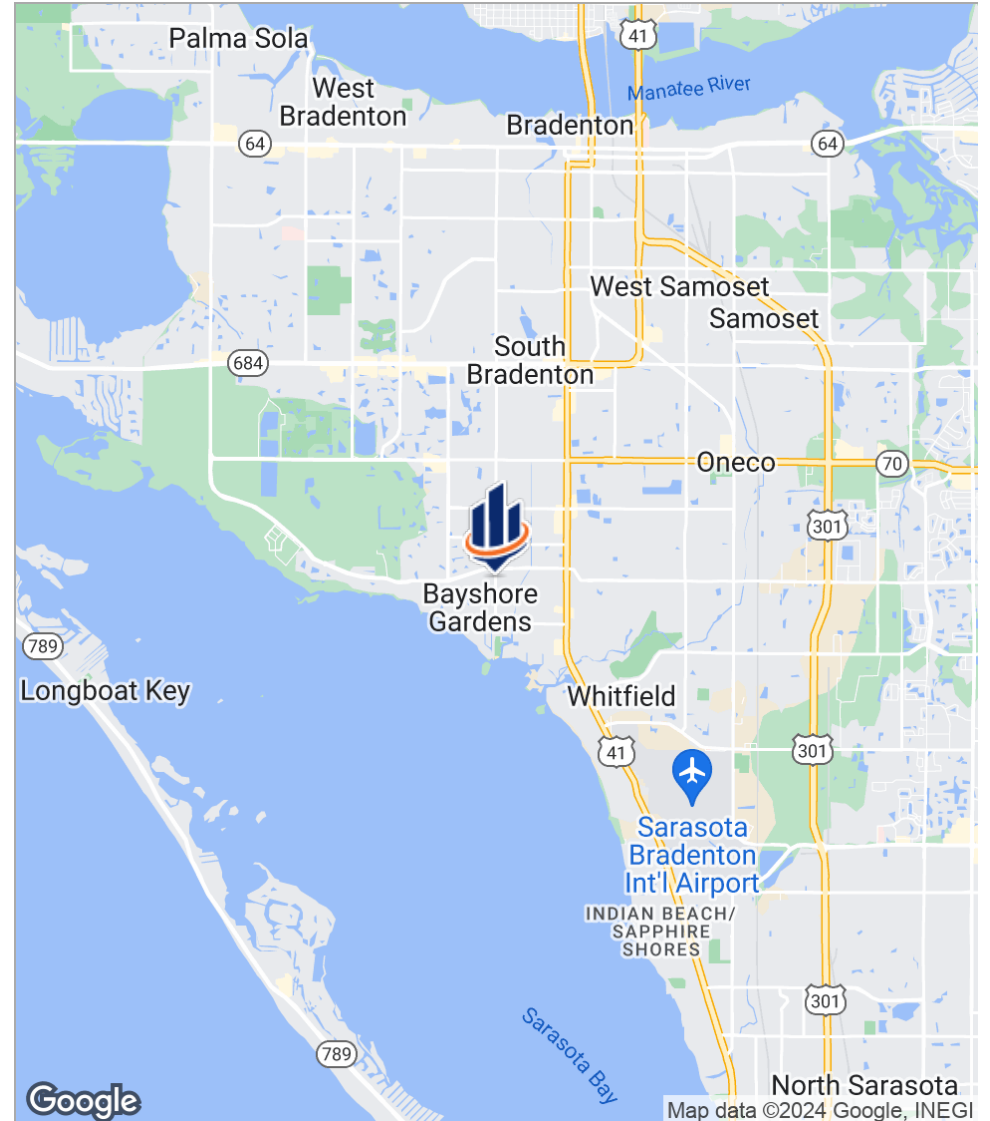 Palma Sola
41
Manatee River
West
Bradenton
Bradenton
64
64
West Samoset
Samoset
South
Bradenton
684
Oneco
70
301
Bayshore
Gardens
789
Longboat Key
Whitfield
41
301
Sarasota
Bradenton
Int'l Airport
INDIAN BEACH/
SAPPHIRE
SHORES
301
Sarasota Bay
789
North Sarasota
Google
Map data ©2024 Google, INEGI